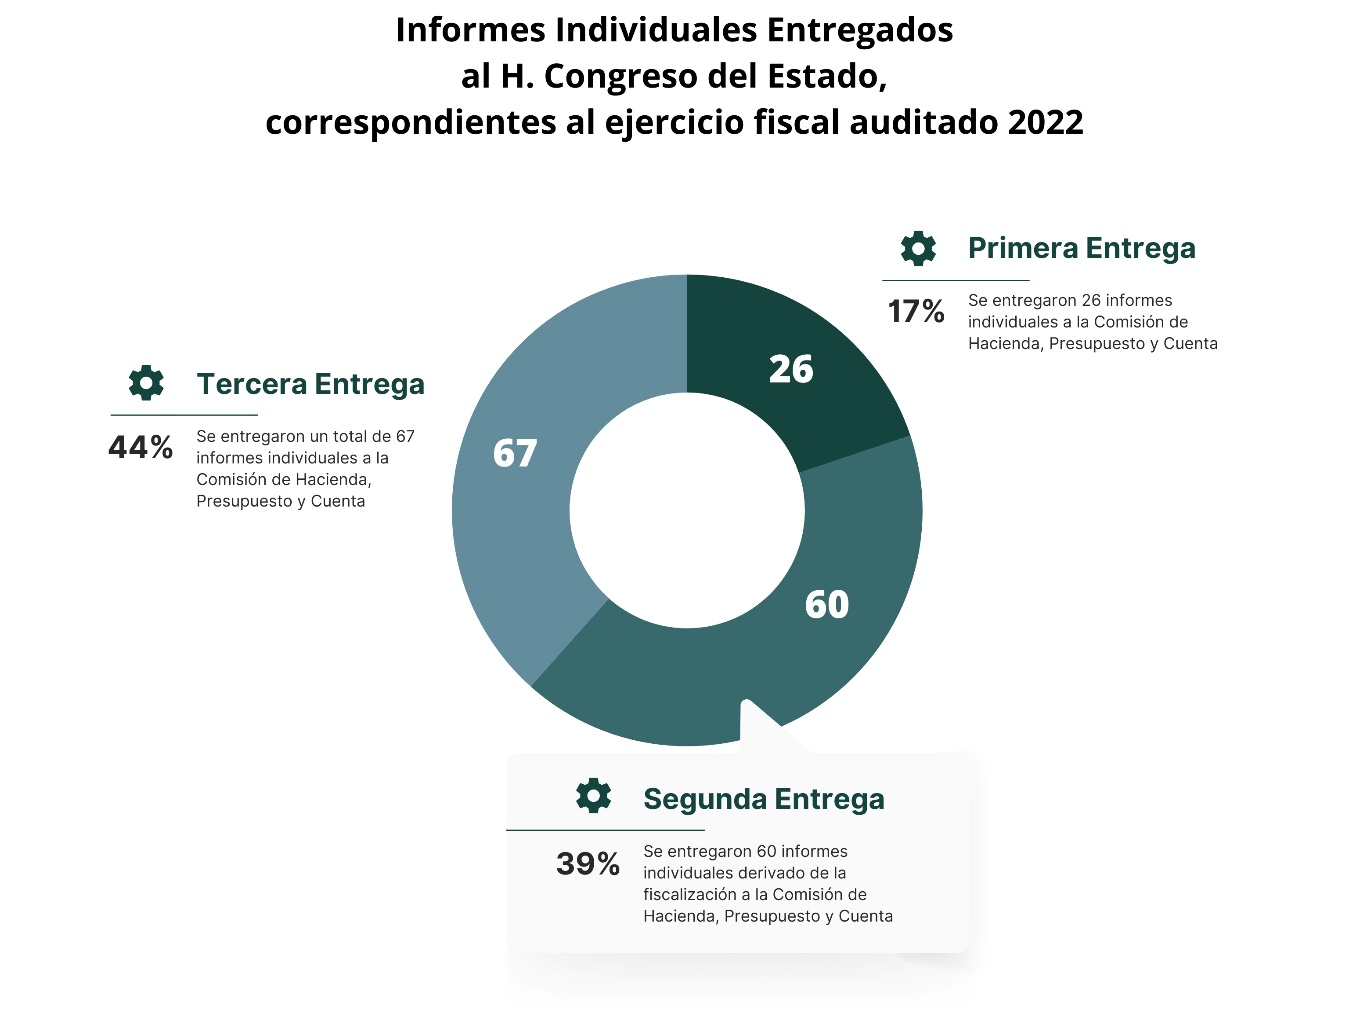 Informes Individuales Entregados
al H. Congreso del Estado,
correspondientes al ejercicio fiscal auditado 2022
Primera Entrega
17%
Se entregaron 26 informes
individuales a la Comisión de
Hacienda, Presupuesto y Cuenta
26
Tercera Entrega
44%
Se entregaron un total de 67
informes individuales a la
Comisión de Hacienda,
Presupuesto y Cuenta
67
60
Segunda Entrega
39%
Se entregaron 60 informes
individuales derivado de la
fiscalización a la Comisión de
Hacienda, Presupuesto y Cuenta